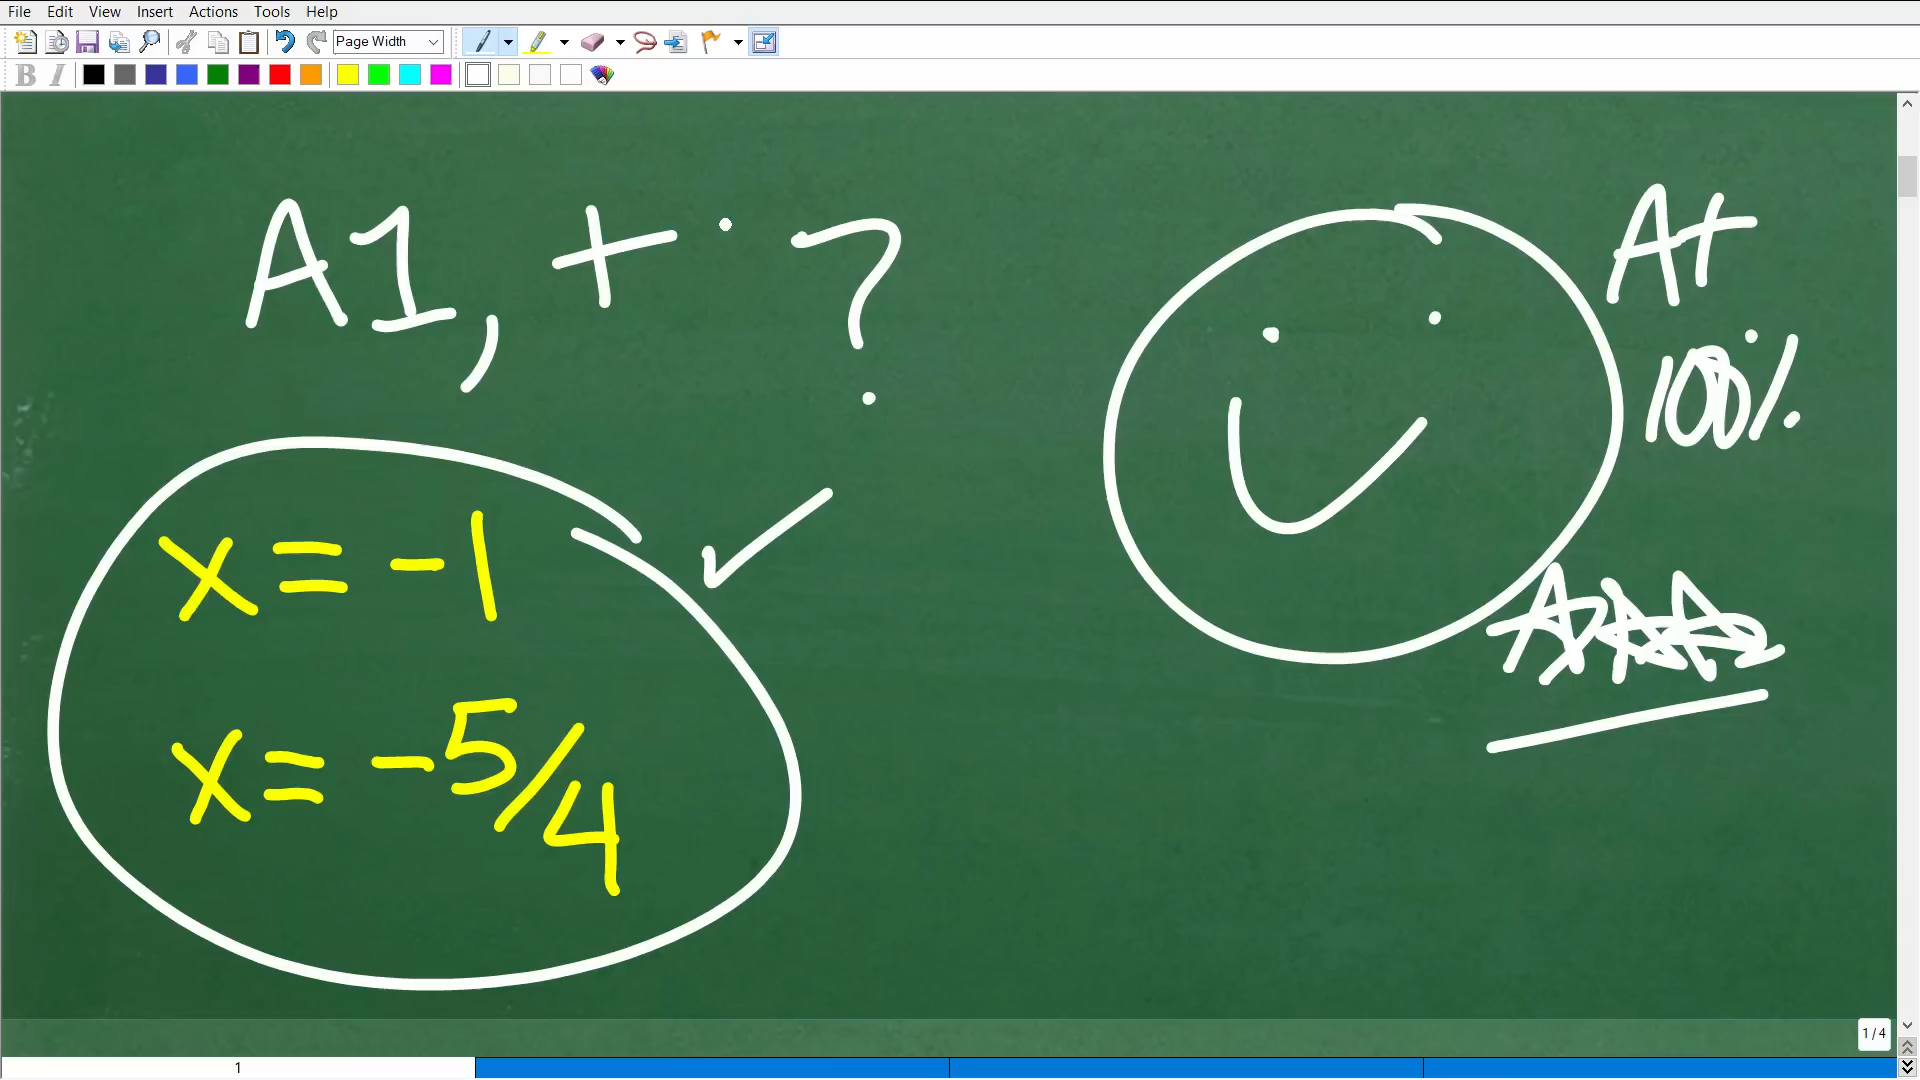 File Edit View Insert Actions Tools Help
Page Width
B I
A1, + ?
A+
100%
x = -1
x = -5/4
1 / 4
1